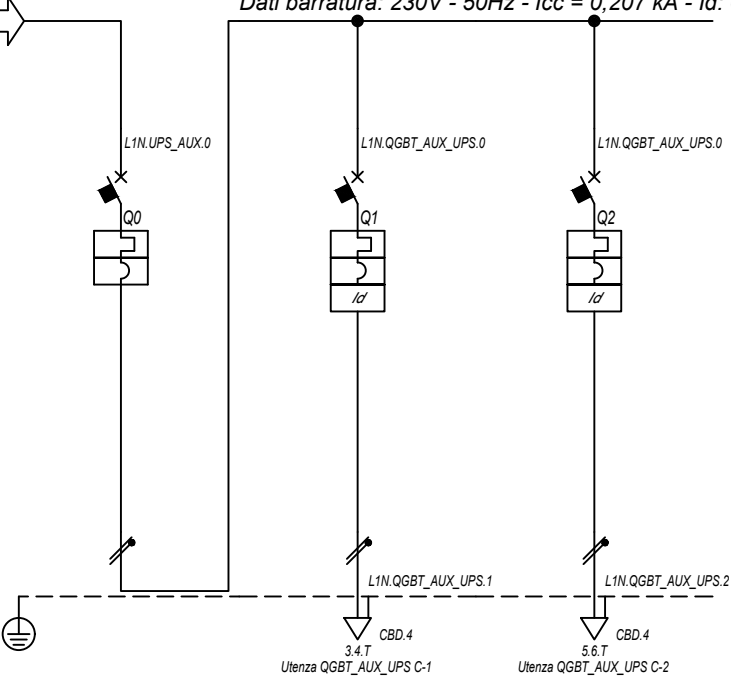 Dati barratura: 230V - 50Hz - Icc = 0,207 kA - Id:
L1N.UPS_AUX.0
L1N.QGBT_AUX_UPS.0
L1N.QGBT_AUX_UPS.0
Q0
Q1
Q2
Id
Id
L1N.QGBT_AUX_UPS.1
L1N.QGBT_AUX_UPS.2
CBD.4
CBD.4
3.4.T
5.6.T
Utenza QGBT_AUX_UPS C-1
Utenza QGBT_AUX_UPS C-2